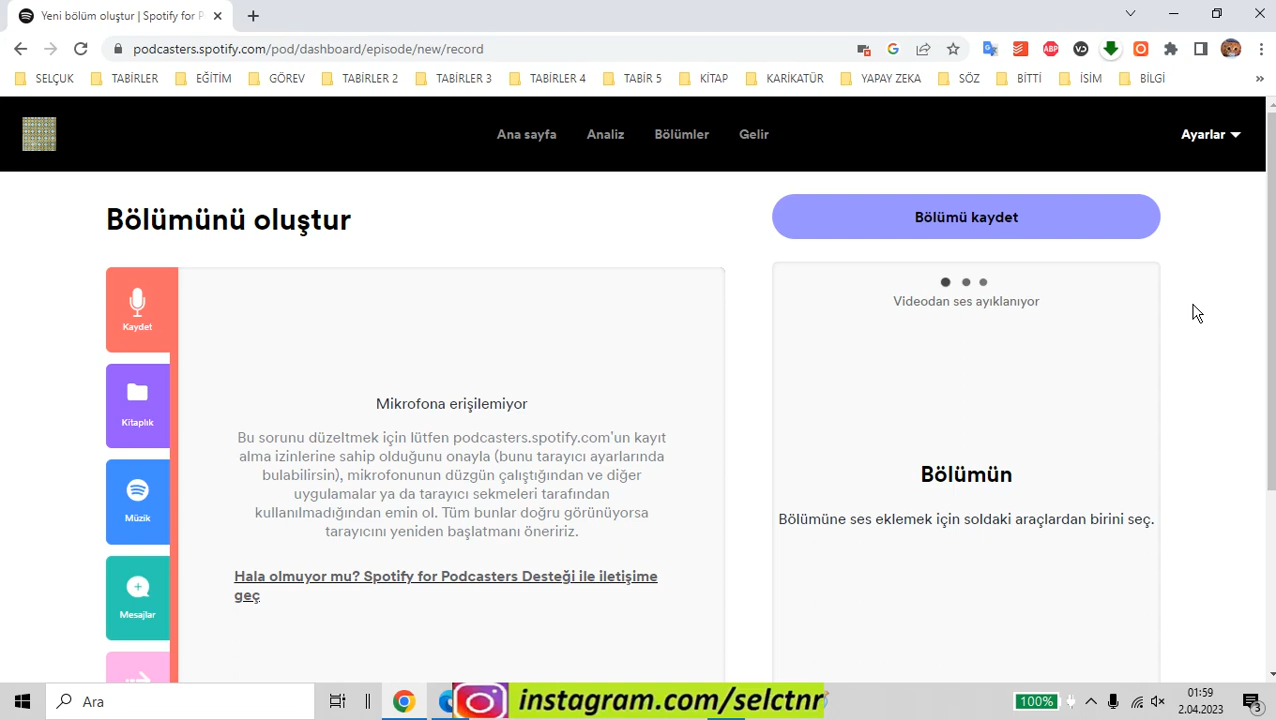 Yeni bölüm oluştur | Spotify for P
podcasters.spotify.com/pod/dashboard/episode/new/record
ABP
SELÇUK
TABİRLER
EĞİTİM
GÖREV
TABİRLER 2
TABİRLER 3
TABİRLER 4
TABİR 5
KİTAP
KARİKATÜR
YAPAY ZEKA
SÖZ
BİTTİ
İSİM
BİLGİ
»
Ana sayfa
Analiz
Bölümler
Gelir
Ayarlar
Bölümünü oluştur
Bölümü kaydet
Kaydet
Kitaplık
Müzik
Mesajlar
Mikrofona erişilemiyor
Bu sorunu düzeltmek için lütfen podcasters.spotify.com'un kayıt
alma izinlerine sahip olduğunu onayla (bunu tarayıcı ayarlarında
bulabilirsin), mikrofonunun düzgün çalıştığından ve diğer
uygulamalar ya da tarayıcı sekmeleri tarafından
kullanılmadığından emin ol. Tüm bunlar doğru görünüyorsa
tarayıcını yeniden başlatmanı öneririz.
Hala olmuyor mu? Spotify for Podcasters Desteği ile iletişime
geç
Videodan ses ayıklanıyor
Bölümün
Bölümüne ses eklemek için soldaki araçlardan birini seç.
Ara
instagram.com/selctnr
100%
01:59
2.04.2023
3